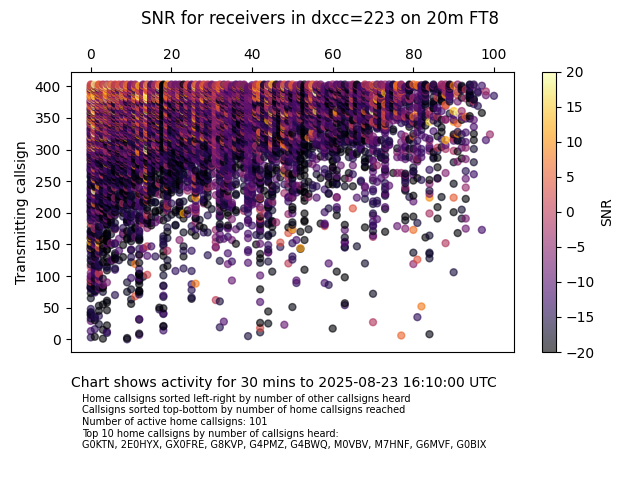 SNR for receivers in dxcc=223 on 20m FT8
0 20 40 60 80 100
400
350
300
250
200
150
100
50
0
Transmitting callsign
20
15
10
5
0
−5
−10
−15
−20
SNR
Chart shows activity for 30 mins to 2025-08-23 16:10:00 UTC
Home callsigns sorted left-right by number of other callsigns heard
Callsigns sorted top-bottom by number of home callsigns reached
Number of active home callsigns: 101
Top 10 home callsigns by number of callsigns heard:
G0KTN, 2E0HYX, GX0FRE, G8KVP, G4PMZ, G4BWQ, M0VBV, M7HNF, G6MVF, G0BIX